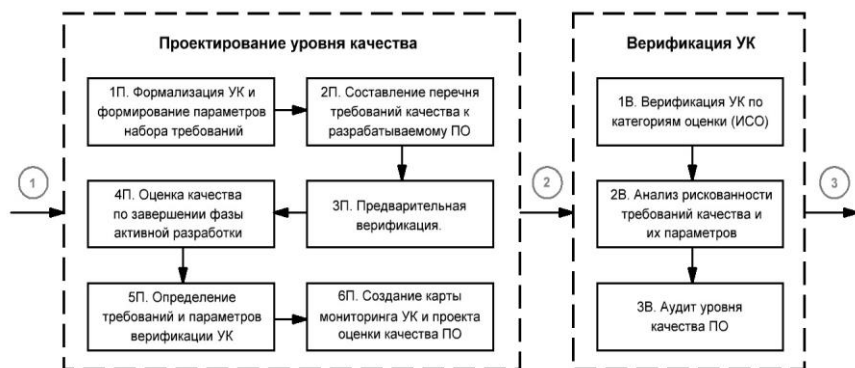 Проектирование уровня качества
1П. Формализация УК и
формирование параметров
набора требований
2П. Составление перечня
требований качества к
разрабатываемому ПО
4П. Оценка качества
по завершении фазы
активной разработки
3П. Предварительная
верификация.
5П. Определение
требований и параметров
верификации УК
6П. Создание карты
мониторинга УК и проекта
оценки качества ПО
Верификация УК
1В. Верификация УК по
категориям оценки (ИСО)
2В. Анализ рискованности
требований качества и
их параметров
3В. Аудит уровня
качества ПО
1
2
3